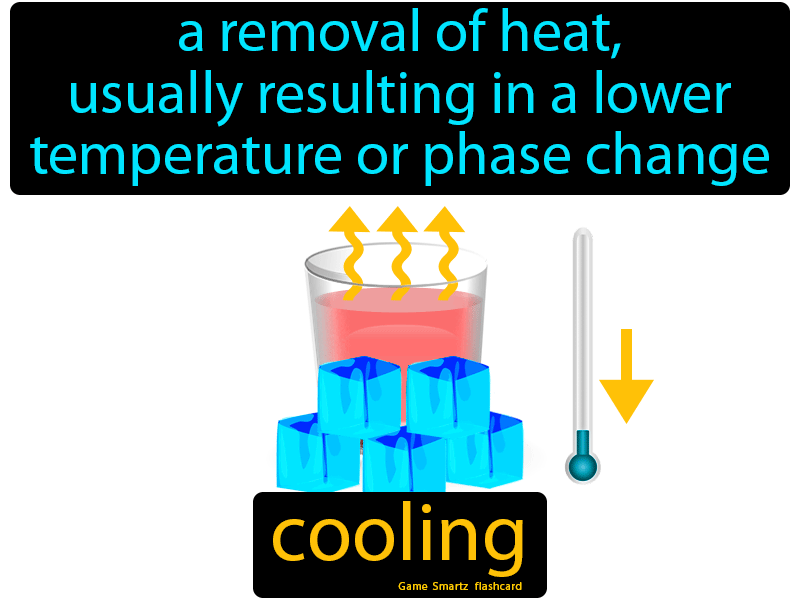 a removal of heat,
usually resulting in a lower
temperature or phase change
cooling
Game Smartz flashcard